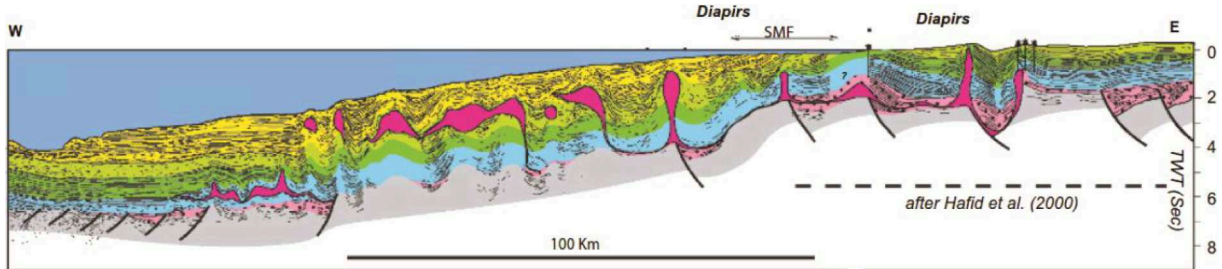 Diapirs
Diapirs
W
SMF
E
0
?
2
4
TWT (Sec)
after Hafid et al. (2000)
6
100 Km
8